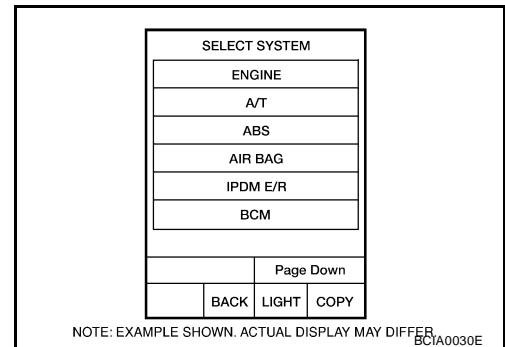 SELECT SYSTEM
ENGINE
A/T
ABS
AIR BAG
IPDM E/R
BCM
Page Down
BACK LIGHT COPY
NOTE: EXAMPLE SHOWN. ACTUAL DISPLAY MAY DIFFER.
BCIA0030E